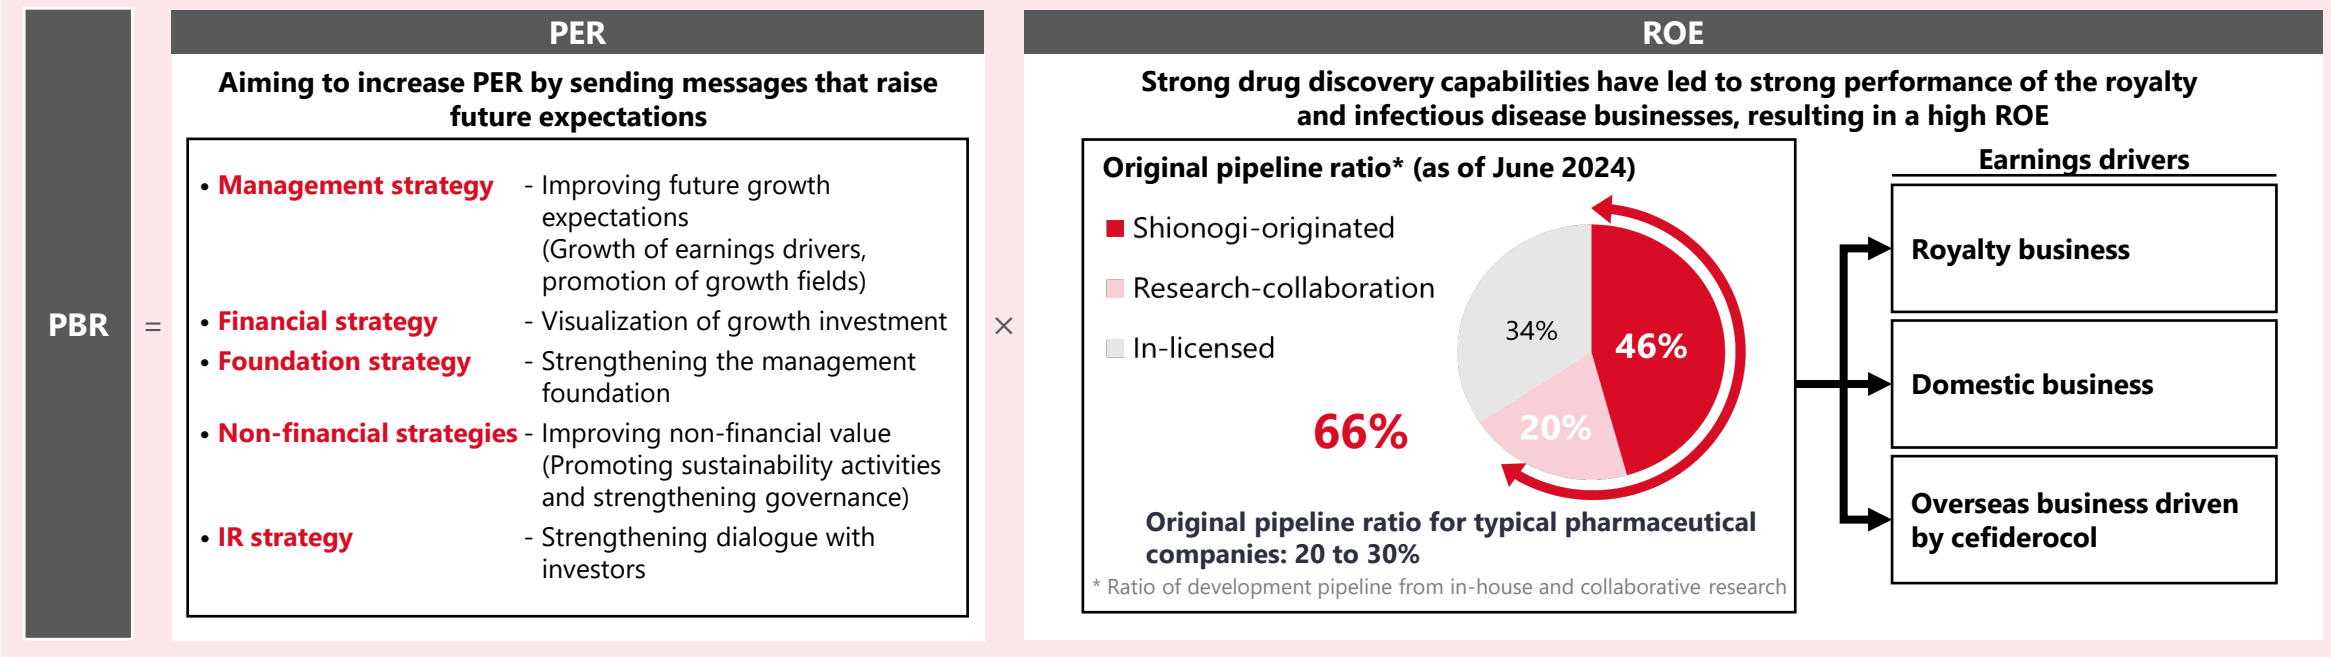 PBR
=
PER
Aiming to increase PER by sending messages that raise
future expectations
• Management strategy - Improving future growth
expectations
(Growth of earnings drivers,
promotion of growth fields)
• Financial strategy - Visualization of growth investment
• Foundation strategy - Strengthening the management
foundation
• Non-financial strategies - Improving non-financial value
(Promoting sustainability activities
and strengthening governance)
• IR strategy - Strengthening dialogue with
investors
×
ROE
Strong drug discovery capabilities have led to strong performance of the royalty
and infectious disease businesses, resulting in a high ROE
Original pipeline ratio* (as of June 2024)
Shionogi-originated
Research-collaboration
In-licensed
34%
46%
20%
66%
Original pipeline ratio for typical pharmaceutical
companies: 20 to 30%
* Ratio of development pipeline from in-house and collaborative research
Earnings drivers
Royalty business
Domestic business
Overseas business driven
by cefiderocol